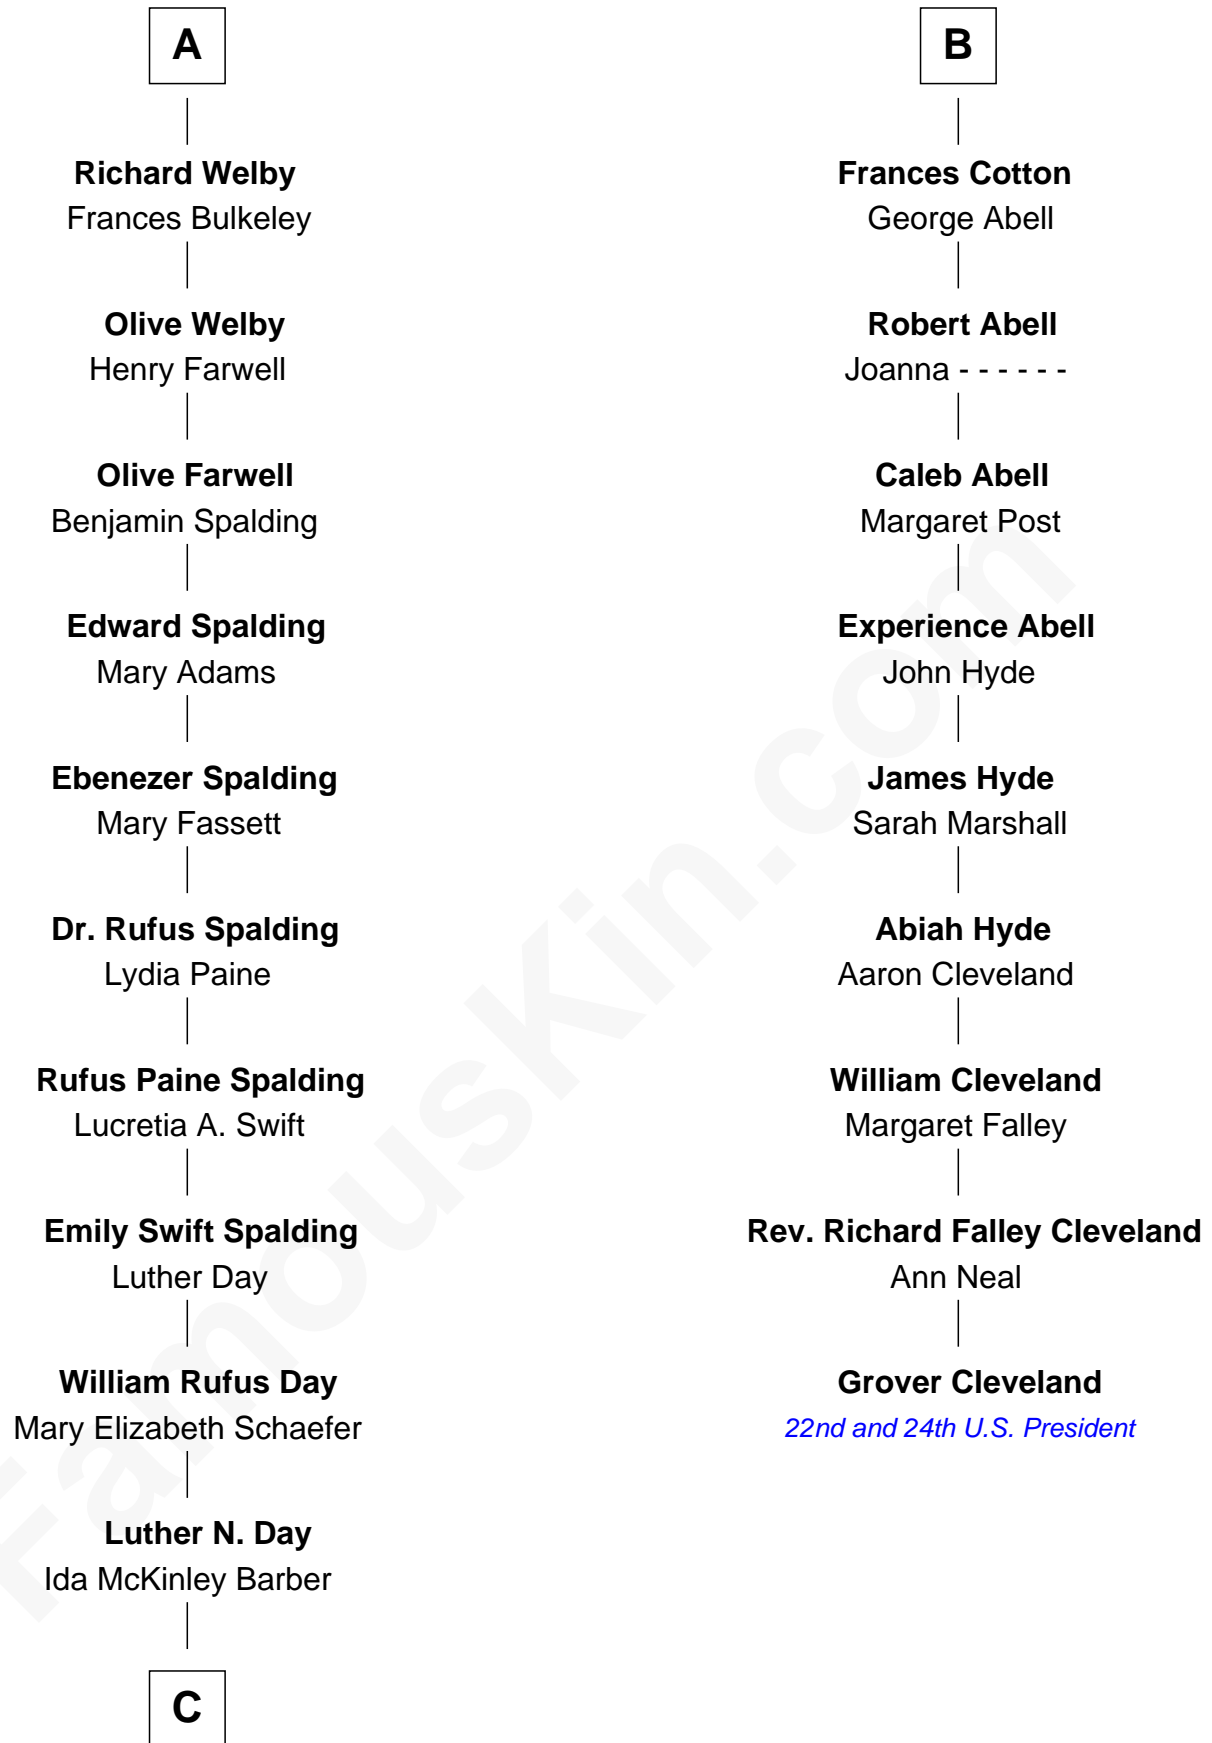 A
Richard Welby
Frances Bulkeley
Olive Welby
Henry Farwell
Olive Farwell
Benjamin Spalding
Edward Spalding
Mary Adams
Ebenezer Spalding
Mary Fassett
Dr. Rufus Spalding
Lydia Paine
Rufus Paine Spalding
Lucretia A. Swift
Emily Swift Spalding
Luther Day
William Rufus Day
Mary Elizabeth Schaefer
Luther N. Day
Ida McKinley Barber
C
B
Frances Cotton
George Abell
Robert Abell
Joanna - - - - - -
Caleb Abell
Margaret Post
Experience Abell
John Hyde
James Hyde
Sarah Marshall
Abiah Hyde
Aaron Cleveland
William Cleveland
Margaret Falley
Rev. Richard Falley Cleveland
Ann Neal
Grover Cleveland
22nd and 24th U.S. President
FamousKin.com